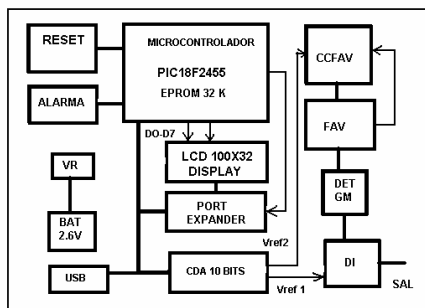 RESET
MICROCONTROLADOR
PIC18F2455
EPROM 32 K
CCFAV
ALARMA
FAV
DO-D7
LCD 100X32
DISPLAY
VR
DET
GM
PORT
EXPANDER
BAT
2.6V
Vref2
USB
CDA 10 BITS
Vref 1
DI
SAL